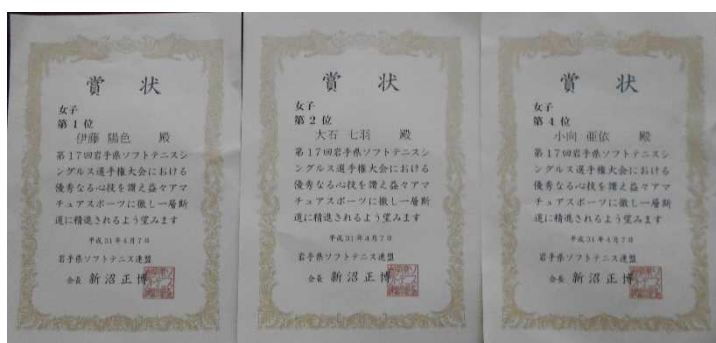 賞状
女子
第1位
伊藤 陽色 殿
第17回岩手県ソフトテニスシ
ングルス選手権大会における
優秀なる心技を讃え益々アマ
チュアスポーツに徹し一層斯
道に精進されるよう望みます
平成31年4月7日
岩手県ソフトテニス連盟
会長 新沼正博
賞状
女子
第2位
大石 七羽 殿
第17回岩手県ソフトテニスシ
ングルス選手権大会における
優秀なる心技を讃え益々アマ
チュアスポーツに徹し一層斯
道に精進されるよう望みます
平成31年4月7日
岩手県ソフトテニス連盟
会長 新沼正博
賞状
女子
第4位
小向 亜依 殿
第17回岩手県ソフトテニスシ
ングルス選手権大会における
優秀なる心技を讃え益々アマ
チュアスポーツに徹し一層斯
道に精進されるよう望みます
平成31年4月7日
岩手県ソフトテニス連盟
会長 新沼正博